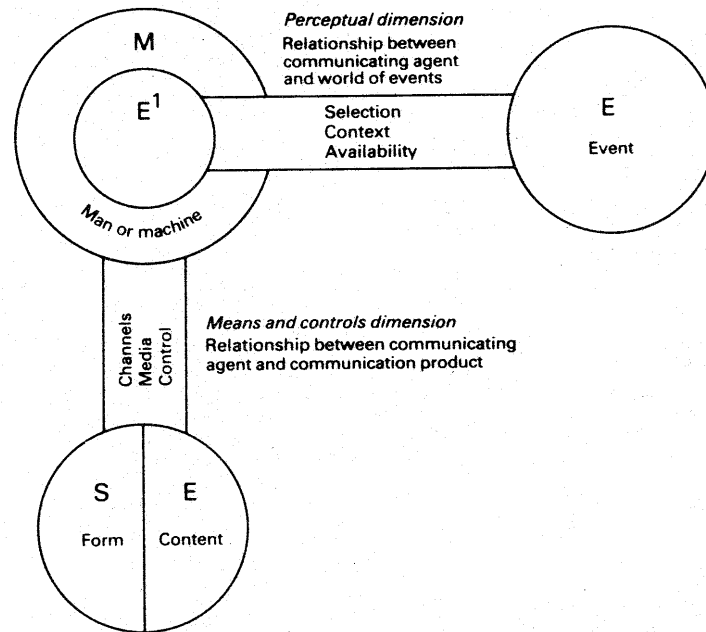 Perceptual dimension
Relationship between
communicating agent
and world of events
M
E¹
Man or machine
Selection
Context
Availability
E
Event
Channels
Media
Control
Means and controls dimension
Relationship between communicating
agent and communication product
S
Form
E
Content